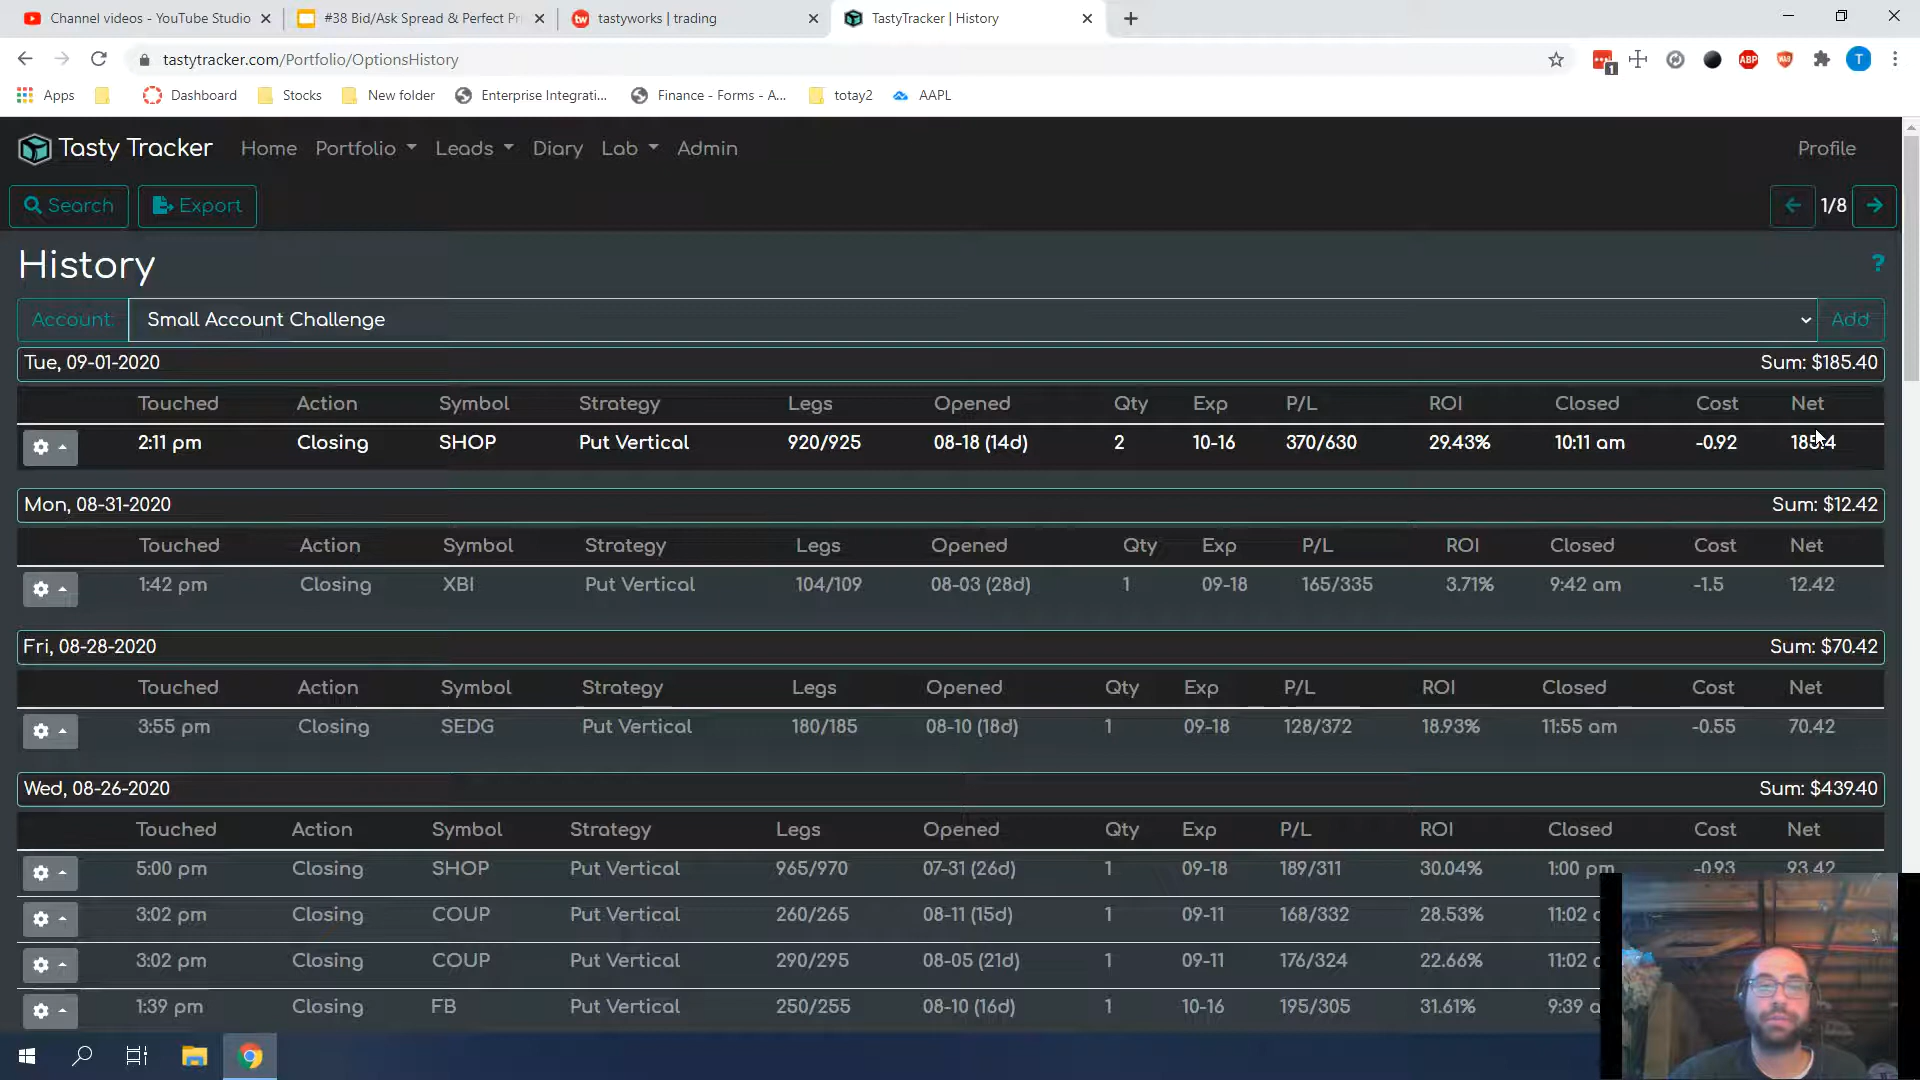 Channel videos - YouTube Studio
#38 Bid/Ask Spread & Perfect Pr
tastyworks | trading
TastyTracker | History
tastytracker.com/Portfolio/OptionsHistory
1
ABP
T
Apps
Dashboard
Stocks
New folder
Enterprise Integrati...
Finance - Forms - A...
totay2
AAPL
Tasty Tracker
Home
Portfolio
Leads
Diary
Lab
Admin
Profile
Search
Export
1/8
History
?
Account:
Small Account Challenge
Add
Tue, 09-01-2020 Sum: $185.40
Touched Action Symbol Strategy Legs Opened Qty Exp P/L ROI Closed Cost Net
2:11 pm Closing SHOP Put Vertical 920/925 08-18 (14d) 2 10-16 370/630 29.43% 10:11 am -0.92 185.4
Mon, 08-31-2020 Sum: $12.42
Touched Action Symbol Strategy Legs Opened Qty Exp P/L ROI Closed Cost Net
1:42 pm Closing XBI Put Vertical 104/109 08-03 (28d) 1 09-18 165/335 3.71% 9:42 am -1.5 12.42
Fri, 08-28-2020 Sum: $70.42
Touched Action Symbol Strategy Legs Opened Qty Exp P/L ROI Closed Cost Net
3:55 pm Closing SEDG Put Vertical 180/185 08-10 (18d) 1 09-18 128/372 18.93% 11:55 am -0.55 70.42
Wed, 08-26-2020 Sum: $439.40
Touched Action Symbol Strategy Legs Opened Qty Exp P/L ROI Closed Cost Net
5:00 pm Closing SHOP Put Vertical 965/970 07-31 (26d) 1 09-18 189/311 30.04% 1:00 pm -0.93 93.42
3:02 pm Closing COUP Put Vertical 260/265 08-11 (15d) 1 09-11 168/332 28.53% 11:02
3:02 pm Closing COUP Put Vertical 290/295 08-05 (21d) 1 09-11 176/324 22.66% 11:02
1:39 pm Closing FB Put Vertical 250/255 08-10 (16d) 1 10-16 195/305 31.61% 9:39